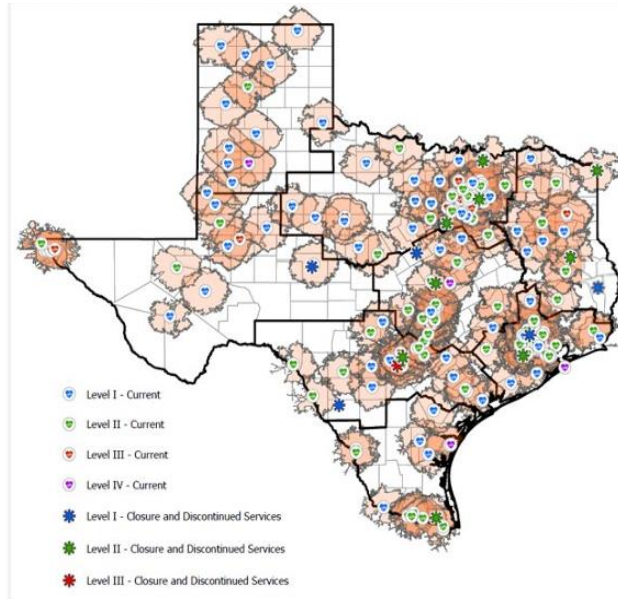 Level I - Current
Level II - Current
Level III - Current
Level IV - Current
Level I - Closure and Discontinued Services
Level II - Closure and Discontinued Services
Level III - Closure and Discontinued Services